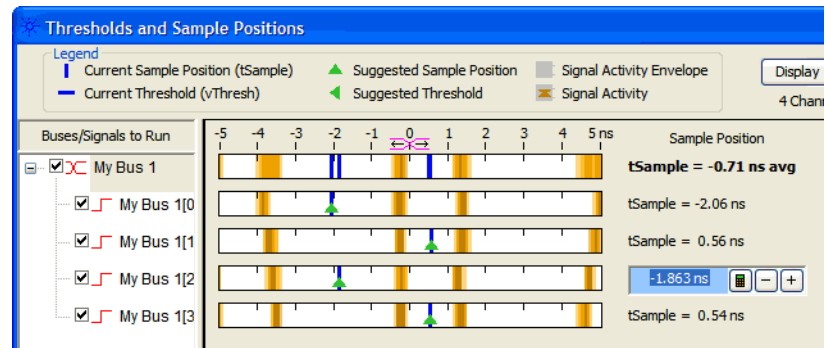 Thresholds and Sample Positions
Legend
Current Sample Position (tSample)
Suggested Sample Position
Signal Activity Envelope
Current Threshold (vThresh)
Suggested Threshold
Signal Activity
Display
4 Chann
Buses/Signals to Run
-5 -4 -3 -2 -1 0 1 2 3 4 5 ns
Sample Position
My Bus 1
tSample = -0.71 ns avg
My Bus 1[0
tSample = -2.06 ns
My Bus 1[1
tSample = 0.56 ns
My Bus 1[2
-1.863 ns
My Bus 1[3
tSample = 0.54 ns